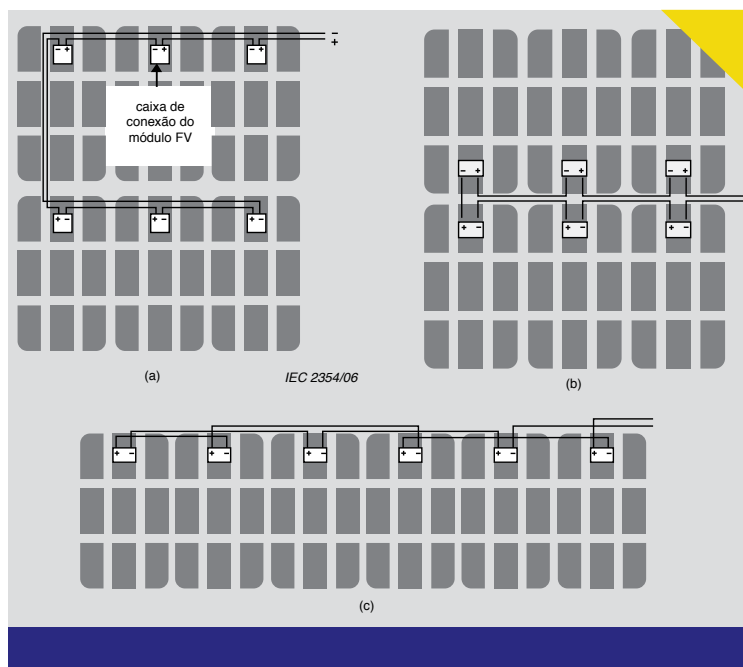 - + - + - + -
+
caixa de
conexão do
módulo FV
+ - + - + -
(a)
IEC 2354/06
- + - + - +
+ - + - + -
(b)
+ - + - + - + - + - + -
(c)